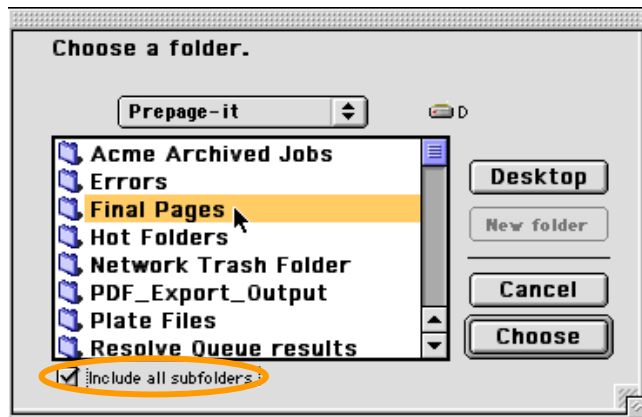 Choose a folder.
Prepage-it
D
Acme Archived Jobs
Errors
Final Pages
Hot Folders
Network Trash Folder
PDF_Export_Output
Plate Files
Resolve Queue results
Desktop
New folder
Cancel
Choose
Include all subfolders